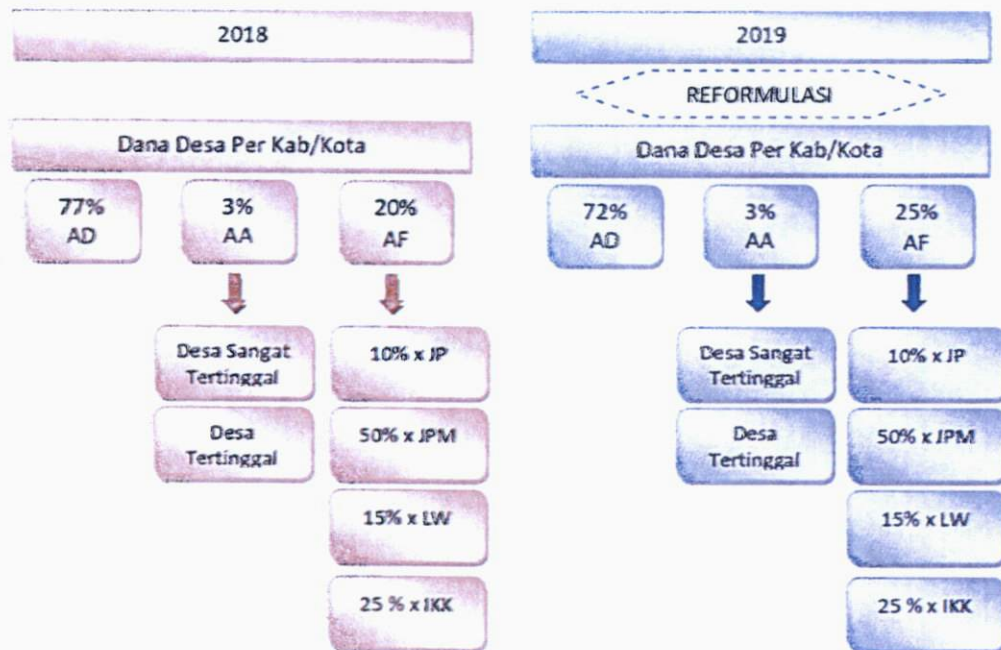 2018
Dana Desa Per Kab/Kota
77%
AD
3%
AA
20%
AF
Desa Sangat
Tertinggal
Desa
Tertinggal
10% x JP
50% x JPM
15% x LW
25 % x IKK
2019
REFORMULASI
Dana Desa Per Kab/Kota
72%
AD
3%
AA
25%
AF
Desa Sangat
Tertinggal
Desa
Tertinggal
10% x JP
50% x JPM
15% x LW
25 % x IKK